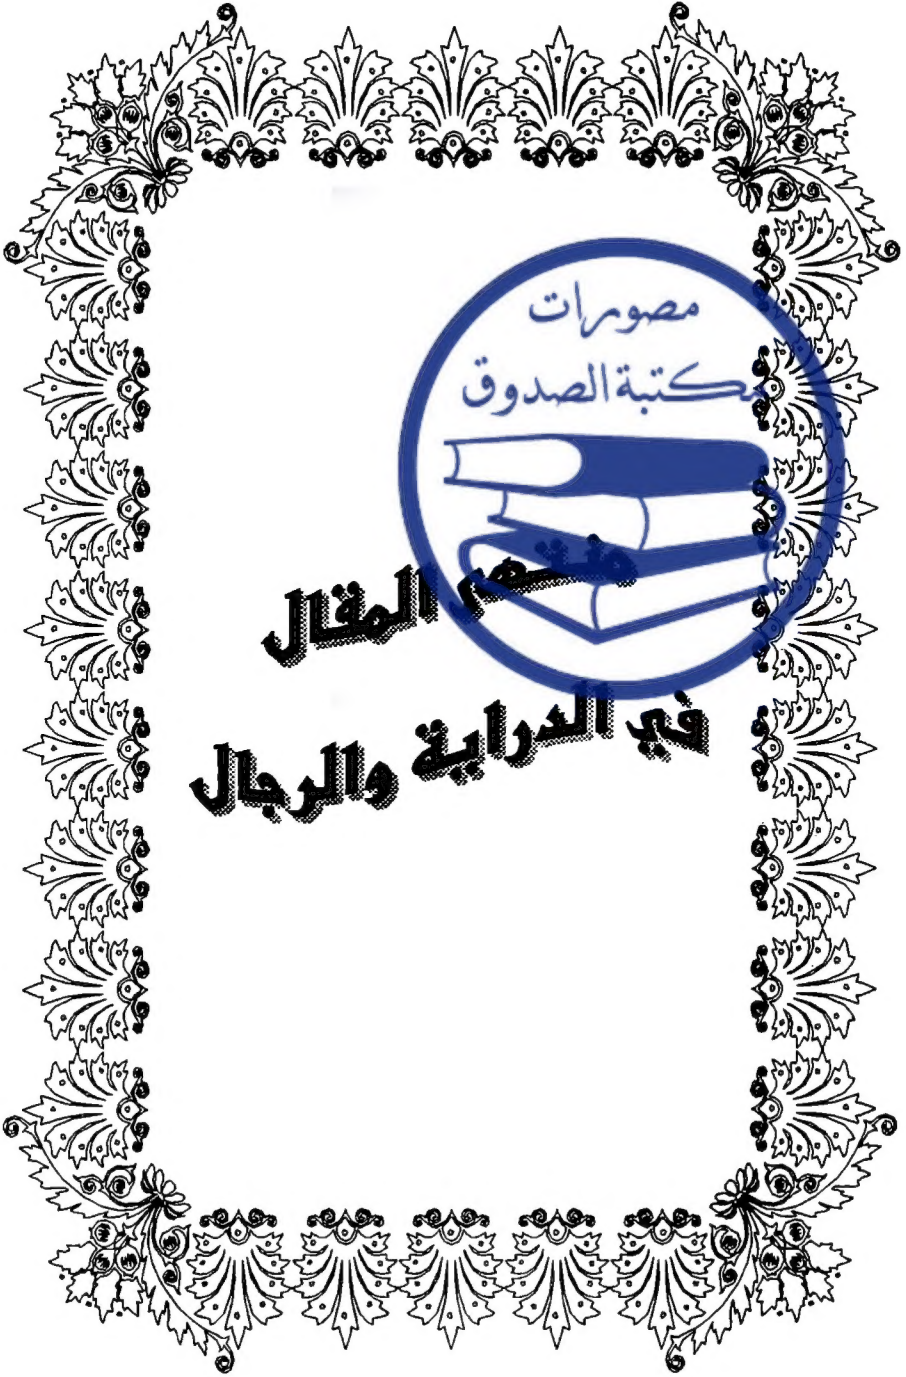 مصورات
مكتبة الصدوق
المقال
في الدراية والرجال